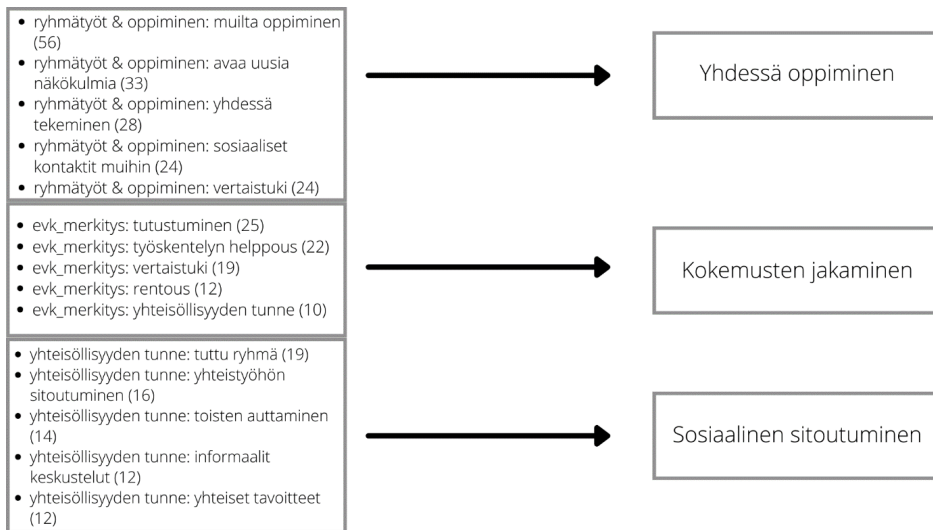 • ryhmätyöt & oppiminen: muilta oppiminen
(56)
• ryhmätyöt & oppiminen: avaa uusia
näkökulmia (33)
• ryhmätyöt & oppiminen: yhdessä
tekeminen (28)
• ryhmätyöt & oppiminen: sosiaaliset
kontaktit muihin (24)
• ryhmätyöt & oppiminen: vertaistuki (24)
Yhdessä oppiminen
• evk_merkitys: tutustuminen (25)
• evk_merkitys: työskentelyn helppous (22)
• evk_merkitys: vertaistuki (19)
• evk_merkitys: rentous (12)
• evk_merkitys: yhteisöllisyyden tunne (10)
Kokemusten jakaminen
• yhteisöllisyyden tunne: tuttu ryhmä (19)
• yhteisöllisyyden tunne: yhteistyöhön
sitoutuminen (16)
• yhteisöllisyyden tunne: toisten auttaminen
(14)
• yhteisöllisyyden tunne: informaalit
keskustelut (12)
• yhteisöllisyyden tunne: yhteiset tavoitteet
(12)
Sosiaalinen sitoutuminen